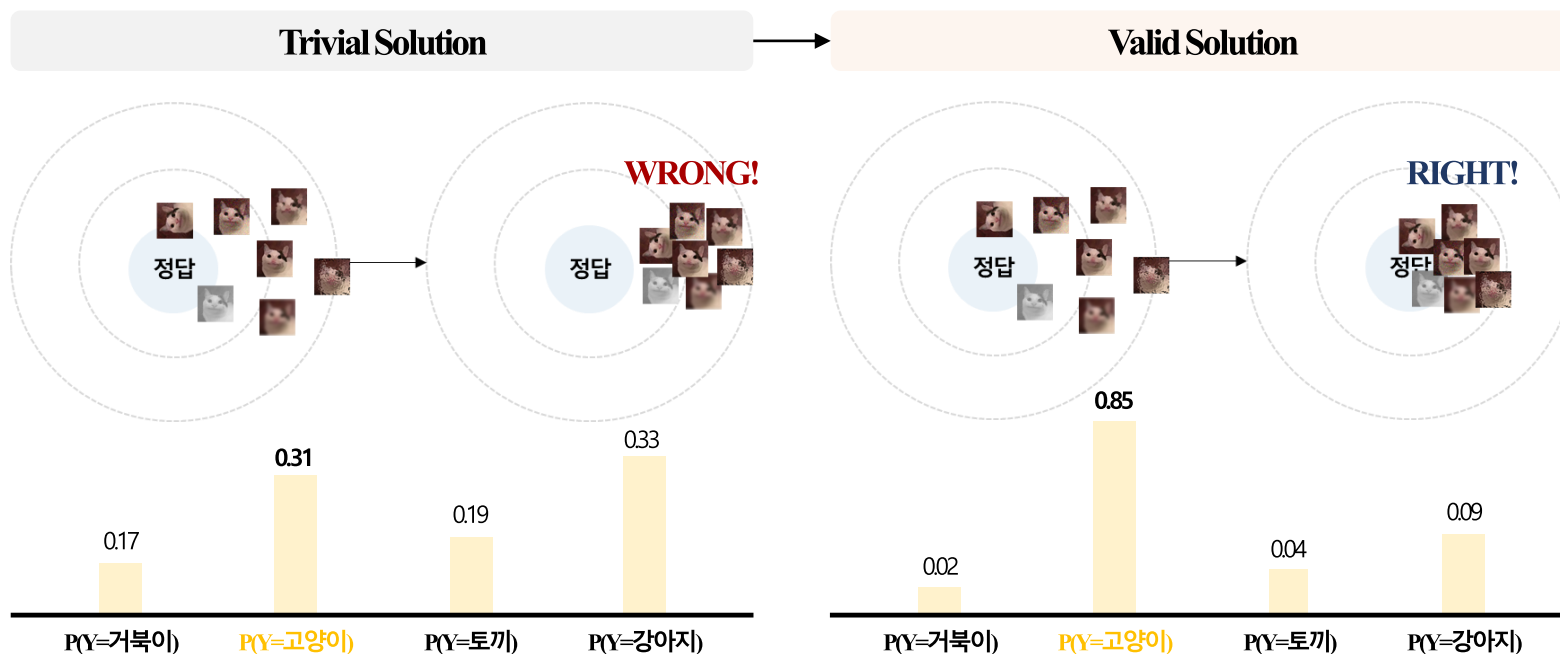 Trivial Solution
Valid Solution
WRONG!
RIGHT!
정답
정답
정답
정답
0.17
0.31
0.19
0.33
0.02
0.85
0.04
0.09
P(Y=거북이)
P(Y=고양이)
P(Y=토끼)
P(Y=강아지)
P(Y=거북이)
P(Y=고양이)
P(Y=토끼)
P(Y=강아지)